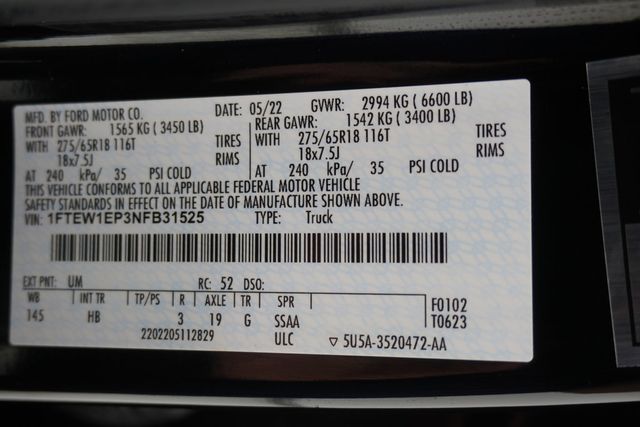 MFD. BY FORD MOTOR CO. DATE: 05/22 GVWR: 2994 KG ( 6600 LB)
FRONT GAWR: 1565 KG ( 3450 LB) REAR GAWR: 1542 KG ( 3400 LB)
WITH 275/65R18 116T TIRES WITH 275/65R18 116T TIRES
18x7.5J RIMS 18x7.5J RIMS
AT 240 kPa/ 35 PSI COLD AT 240 kPa/ 35 PSI COLD
THIS VEHICLE CONFORMS TO ALL APPLICABLE FEDERAL MOTOR VEHICLE
SAFETY STANDARDS IN EFFECT ON THE DATE OF MANUFACTURE SHOWN ABOVE.
VIN: 1FTEW1EP3NFB31525 TYPE: Truck
EXT PNT: UM RC: 52 DSO:
WB INT TR TP/PS R AXLE TR SPR F0102
145 HB 3 19 G SSAA T0623
2202205112829 ULC ▽ 5U5A-3520472-AA